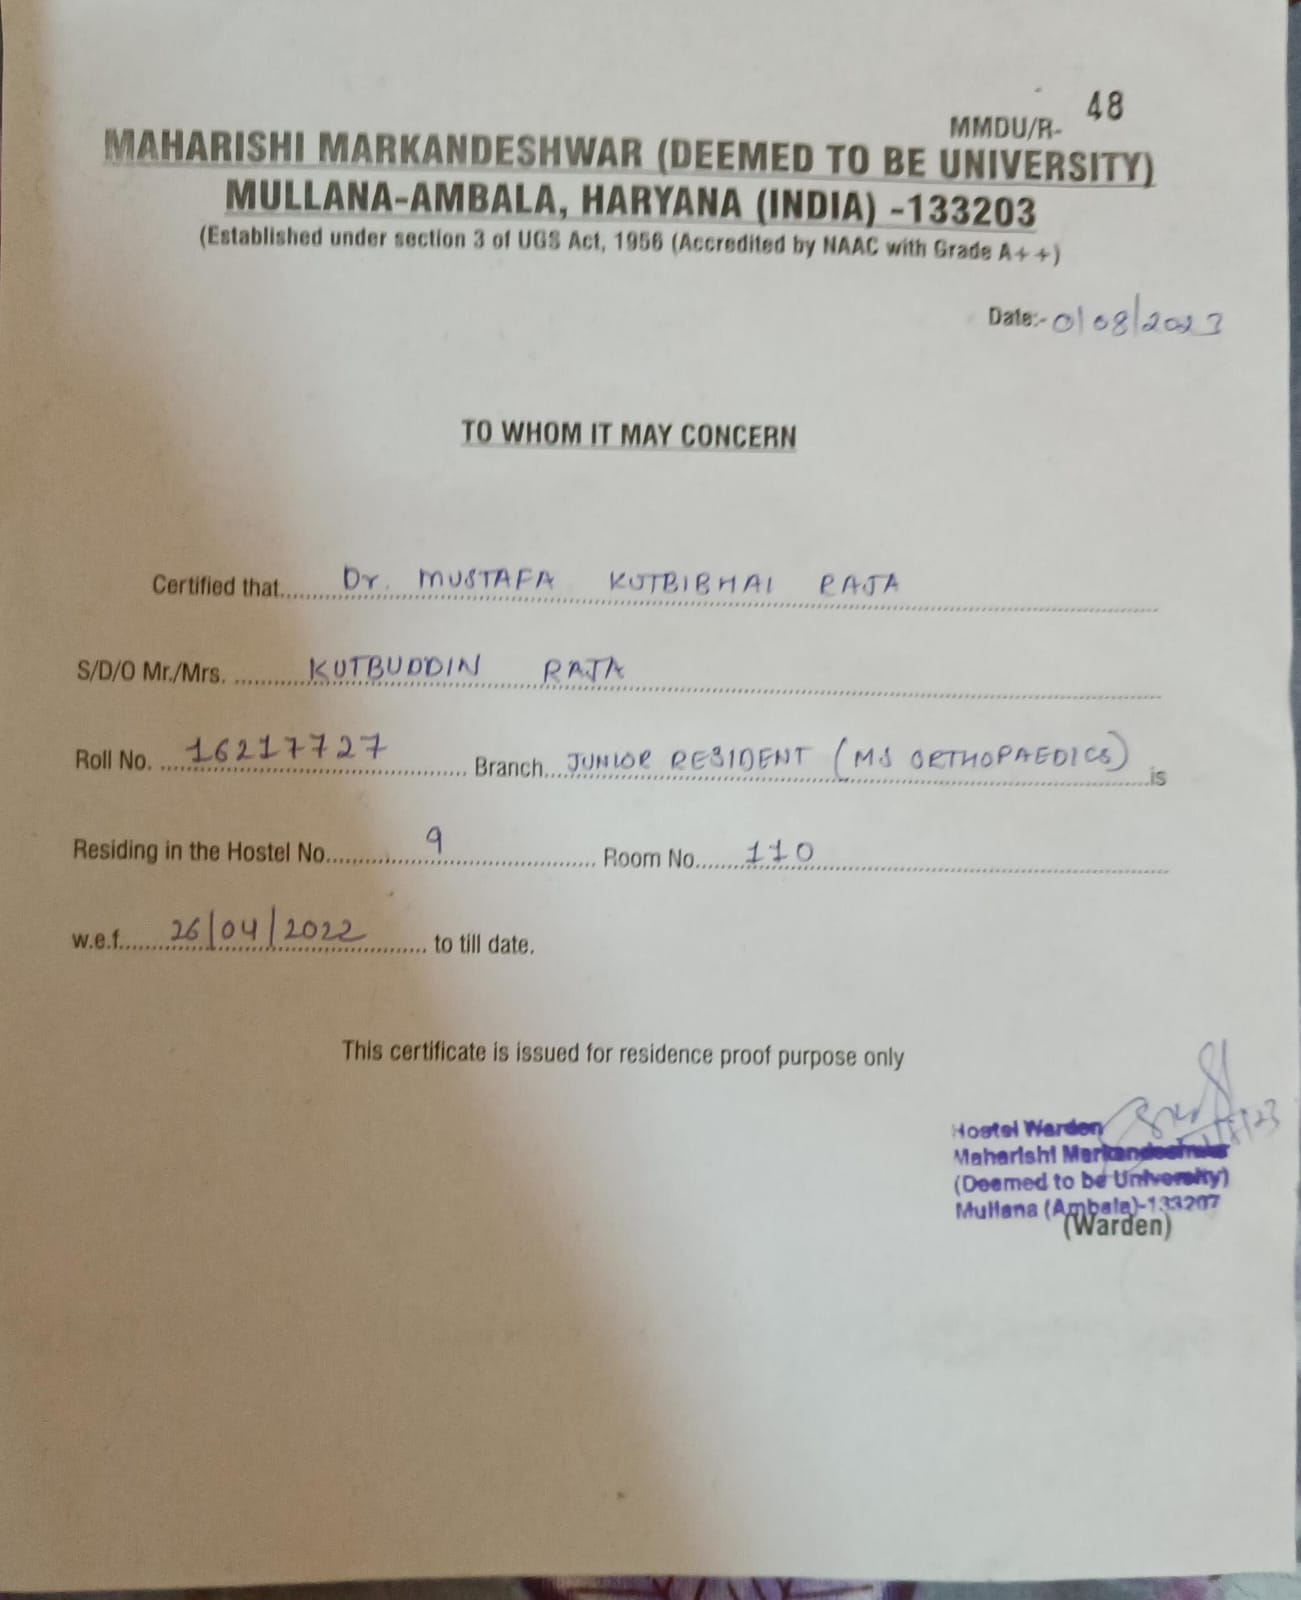 MMDU/R- 48
MAHARISHI MARKANDESHWAR (DEEMED TO BE UNIVERSITY)
MULLANA-AMBALA, HARYANA (INDIA) -133203
(Established under section 3 of UGS Act, 1956 (Accredited by NAAC with Grade A++)
Date:- 01/08/2023
TO WHOM IT MAY CONCERN
Certified that Dr. MUSTAFA KUTBIBHAI RAJA
S/D/O Mr./Mrs. KUTBUDDIN RAJA
Roll No. 16217727 Branch JUNIOR RESIDENT (MS ORTHOPAEDICS) is
Residing in the Hostel No. 9 Room No. 110
w.e.f. 26/04/2022 to till date.
This certificate is issued for residence proof purpose only
Hostel Warden
Maharishi Markandeshwar
(Deemed to be University)
Mullana (Ambala)-133207
(Warden)